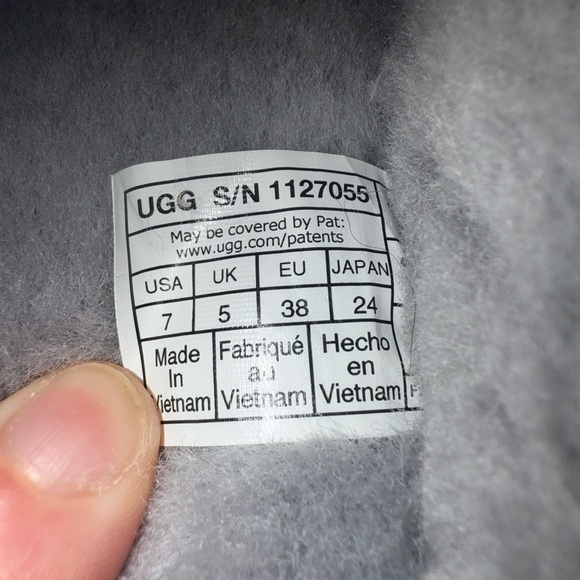 UGG S/N 1127055
May be covered by Pat:
www.ugg.com/patents
USA UK EU JAPAN
7 5 38 24
Made
In
Vietnam
Fabriqué
au
Vietnam
Hecho
en
Vietnam
F